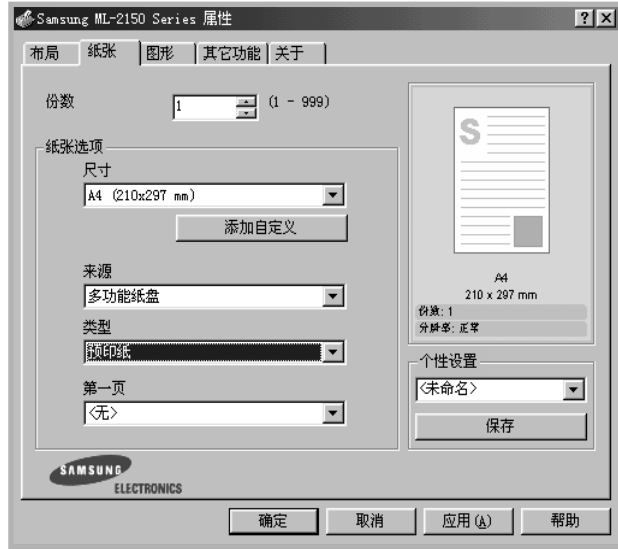 Samsung ML-2150 Series 属性
布局 纸张 图形 其它功能 关于
份数 1 (1 - 999)
纸张选项
尺寸
A4 (210x297 mm)
添加自定义
来源
多功能纸盘
类型
预印纸
第一页
<无>
S
A4
210 x 297 mm
份数: 1
分辨率: 正常
个性设置
<未命名>
保存
SAMSUNG
ELECTRONICS
确定 取消 应用(A) 帮助